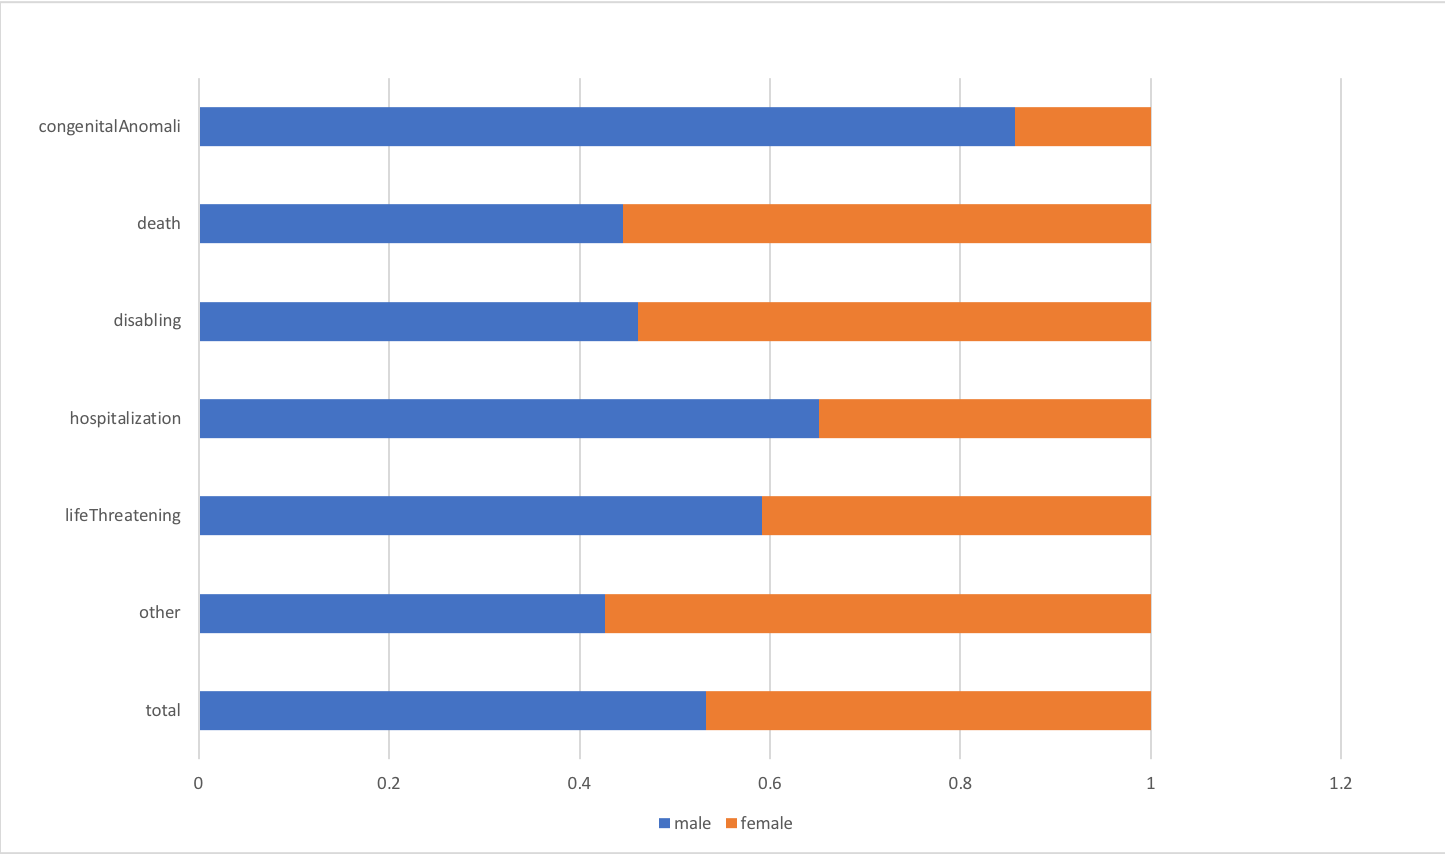 congenitalAnomali
death
disabling
hospitalization
lifeThreatening
other
total
0 0.2 0.4 0.6 0.8 1 1.2
male female